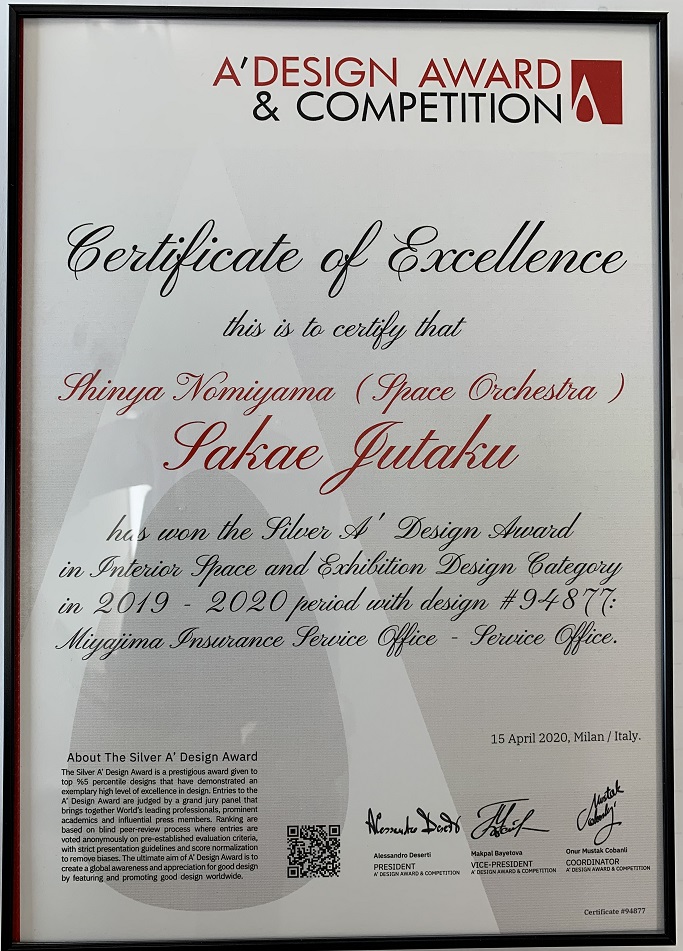 A'DESIGN AWARD
& COMPETITION
Certificate of Excellence
this is to certify that
Shinya Nomiyama (Space Orchestra )
Sakae Jutaku
has won the Silver A' Design Award
in Interior Space and Exhibition Design Category
in 2019 - 2020 period with design #94877:
Miyajima Insurance Service Office - Service Office.
15 April 2020, Milan / Italy.
About The Silver A' Design Award
The Silver A' Design Award is a prestigious award given to
top %5 percentile designs that have demonstrated an
exemplary high level of excellence in design. Entries to the
A' Design Award are judged by a grand jury panel that
brings together World's leading professionals, prominent
academics and influential press members. Ranking are
based on blind peer-review process where entries are
voted anonymously on pre-established evaluation criteria,
with strict presentation guidelines and score normalization
to remove biases. The ultimate aim of A' Design Award is to
create a global awareness and appreciation for good design
by featuring and promoting good design worldwide.
Alessandro Deserti
PRESIDENT
A' DESIGN AWARD & COMPETITION
Makpal Bayetova
VICE-PRESIDENT
A' DESIGN AWARD & COMPETITION
Onur Mustak Cobanli
COORDINATOR
A' DESIGN AWARD & COMPETITION
Certificate #94877